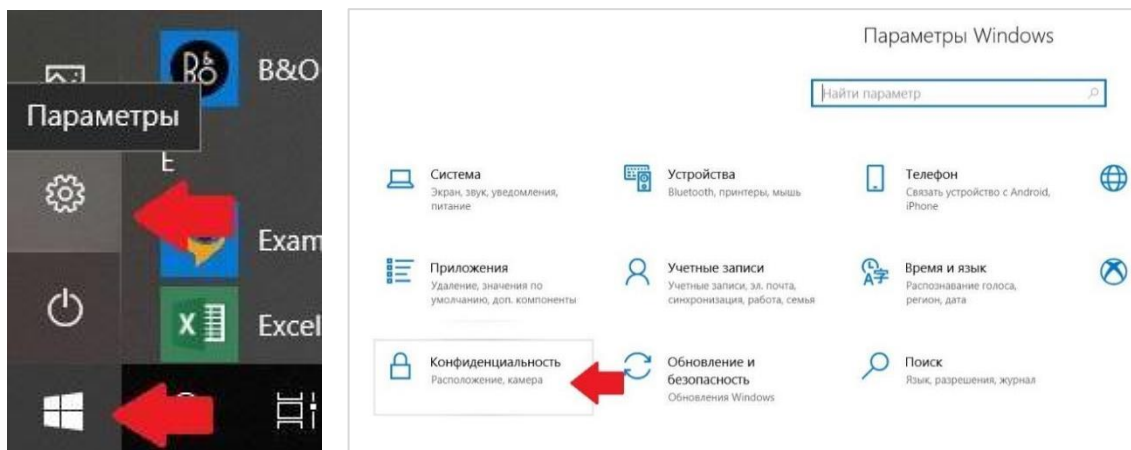 B&O
Параметры
E
Exam
Excel
Параметры Windows
Найти параметр
Система
Экран, звук, уведомления,
питание
Устройства
Bluetooth, принтеры, мышь
Телефон
Связать устройство с Android,
iPhone
Приложения
Удаление, значения по
умолчанию, доп. компоненты
Учетные записи
Учетные записи, эл. почта,
синхронизация, работа, семья
Время и язык
Распознавание голоса,
регион, дата
Конфиденциальность
Расположение, камера
Обновление и
безопасность
Обновления Windows
Поиск
Язык, разрешения, журнал